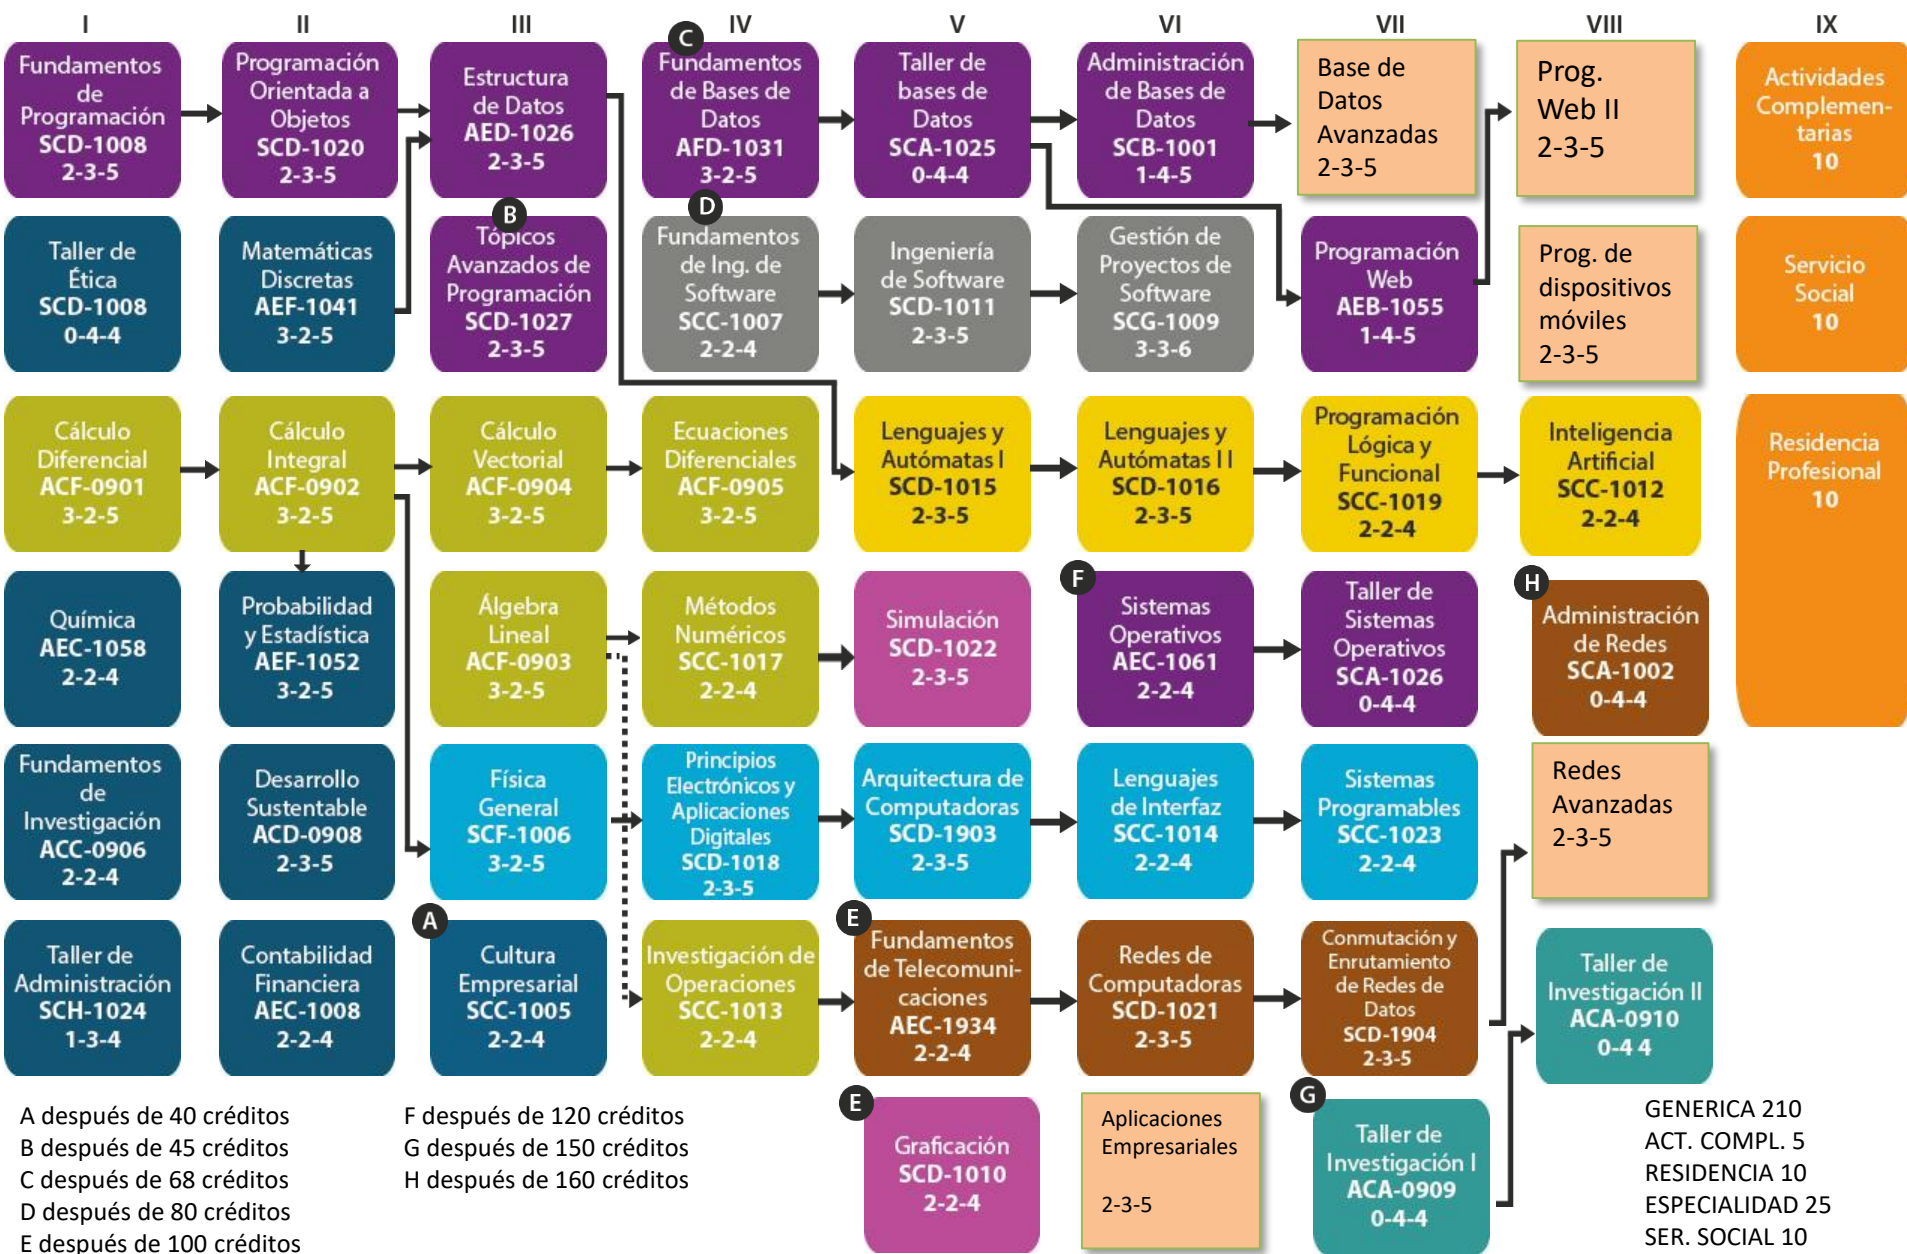 I
II
III
IV
V
VI
VII
VIII
IX
Fundamentos
de
Programación
SCD-1008
2-3-5
Programación
Orientada a
Objetos
SCD-1020
2-3-5
Estructura
de Datos
AED-1026
2-3-5
C
Fundamentos
de Bases de
Datos
AFD-1031
3-2-5
Taller de
bases de
Datos
SCA-1025
0-4-4
Administración
de Bases de
Datos
SCB-1001
1-4-5
Base de
Datos
Avanzadas
2-3-5
Prog.
Web II
2-3-5
Actividades
Complemen-
tarias
10
Taller de
Ética
SCD-1008
0-4-4
Matemáticas
Discretas
AEF-1041
3-2-5
B
Tópicos
Avanzados de
Programación
SCD-1027
2-3-5
D
Fundamentos
de Ing. de
Software
SCC-1007
2-2-4
Ingeniería
de Software
SCD-1011
2-3-5
Gestión de
Proyectos de
Software
SCG-1009
3-3-6
Programación
Web
AEB-1055
1-4-5
Prog. de
dispositivos
móviles
2-3-5
Servicio
Social
10
Cálculo
Diferencial
ACF-0901
3-2-5
Cálculo
Integral
ACF-0902
3-2-5
Cálculo
Vectorial
ACF-0904
3-2-5
Ecuaciones
Diferenciales
ACF-0905
3-2-5
Lenguajes y
Autómatas I
SCD-1015
2-3-5
Lenguajes y
Autómatas I I
SCD-1016
2-3-5
Programación
Lógica y
Funcional
SCC-1019
2-2-4
Inteligencia
Artificial
SCC-1012
2-2-4
Residencia
Profesional
10
Química
AEC-1058
2-2-4
Probabilidad
y Estadística
AEF-1052
3-2-5
Álgebra
Lineal
ACF-0903
3-2-5
Métodos
Numéricos
SCC-1017
2-2-4
Simulación
SCD-1022
2-3-5
F
Sistemas
Operativos
AEC-1061
2-2-4
Taller de
Sistemas
Operativos
SCA-1026
0-4-4
H
Administración
de Redes
SCA-1002
0-4-4
Fundamentos
de
Investigación
ACC-0906
2-2-4
Desarrollo
Sustentable
ACD-0908
2-3-5
Física
General
SCF-1006
3-2-5
Principios
Electrónicos y
Aplicaciones
Digitales
SCD-1018
2-3-5
Arquitectura de
Computadoras
SCD-1903
2-3-5
Lenguajes
de Interfaz
SCC-1014
2-2-4
Sistemas
Programables
SCC-1023
2-2-4
Redes
Avanzadas
2-3-5
Taller de
Administración
SCH-1024
1-3-4
Contabilidad
Financiera
AEC-1008
2-2-4
A
Cultura
Empresarial
SCC-1005
2-2-4
Investigación de
Operaciones
SCC-1013
2-2-4
E
Fundamentos
de Telecomuni-
caciones
AEC-1934
2-2-4
Redes de
Computadoras
SCD-1021
2-3-5
Conmutación y
Enrutamiento
de Redes de
Datos
SCD-1904
2-3-5
Taller de
Investigación II
ACA-0910
0-4 4
E
Graficación
SCD-1010
2-2-4
Aplicaciones
Empresariales
2-3-5
G
Taller de
Investigación I
ACA-0909
0-4-4
A después de 40 créditos
B después de 45 créditos
C después de 68 créditos
D después de 80 créditos
E después de 100 créditos
F después de 120 créditos
G después de 150 créditos
H después de 160 créditos
GENERICA 210
ACT. COMPL. 5
RESIDENCIA 10
ESPECIALIDAD 25
SER. SOCIAL 10